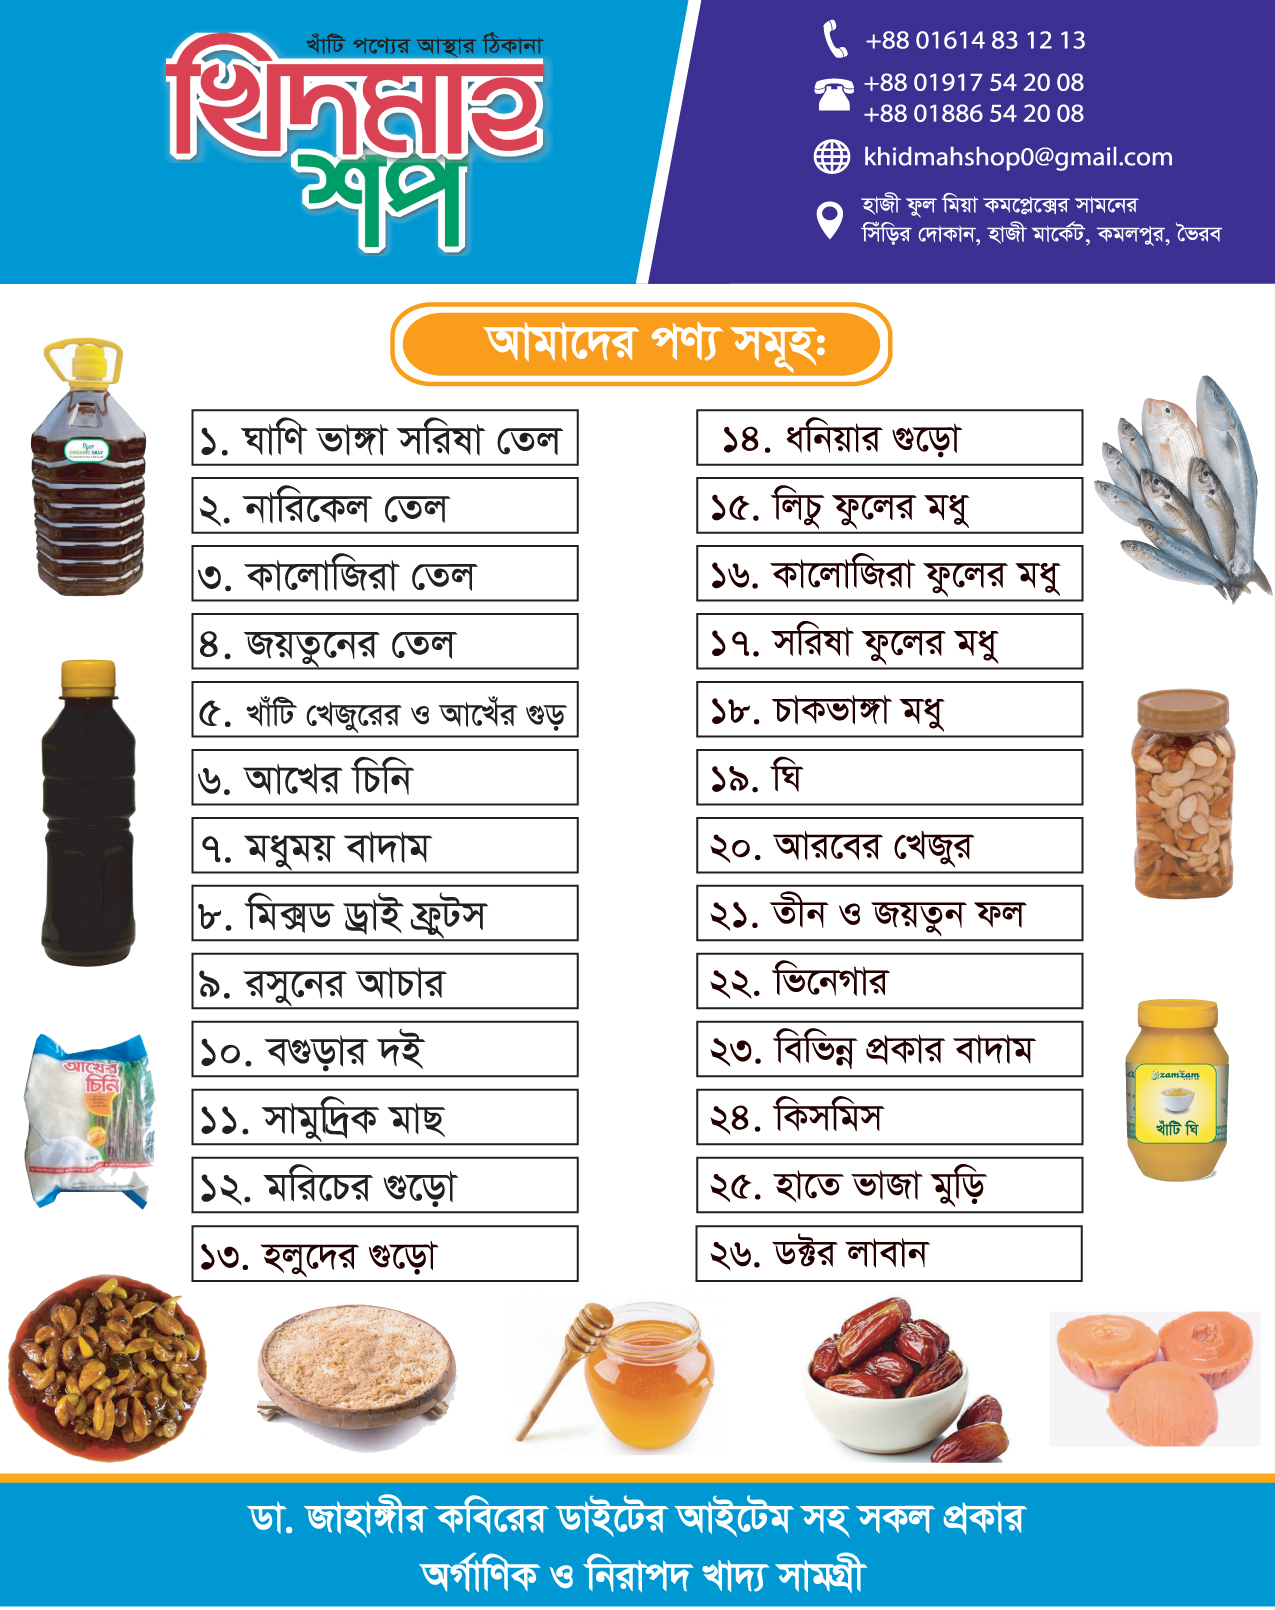 খাঁটি পণ্যের আস্থার ঠিকানা
খিদমাহ
শপ
+88 01614 83 12 13
+88 01917 54 20 08
+88 01886 54 20 08
khidmahshop0@gmail.com
হাজী ফুল মিয়া কমপ্লেক্সের সামনের
সিঁড়ির দোকান, হাজী মার্কেট, কমলপুর, ভৈরব
আমাদের পণ্য সমূহ:
১. ঘাণি ভাঙ্গা সরিষা তেল
২. নারিকেল তেল
৩. কালোজিরা তেল
৪. জয়তুনের তেল
৫. খাঁটি খেজুরের ও আখেঁর গুড়
৬. আখের চিনি
৭. মধুময় বাদাম
৮. মিক্সড ড্রাই ফ্রুটস
৯. রসুনের আচার
১০. বগুড়ার দই
১১. সামুদ্রিক মাছ
১২. মরিচের গুড়ো
১৩. হলুদের গুড়ো
১৪. ধনিয়ার গুড়ো
১৫. লিচু ফুলের মধু
১৬. কালোজিরা ফুলের মধু
১৭. সরিষা ফুলের মধু
১৮. চাকভাঙ্গা মধু
১৯. ঘি
২০. আরবের খেজুর
২১. তীন ও জয়তুন ফল
২২. ভিনেগার
২৩. বিভিন্ন প্রকার বাদাম
২৪. কিসমিস
২৫. হাতে ভাজা মুড়ি
২৬. ডক্টর লাবান
ORGANIC VALY
আখের
চিনি
zamzam
খাঁটি ঘি
ডা. জাহাঙ্গীর কবিরের ডাইটের আইটেম সহ সকল প্রকার
অর্গাণিক ও নিরাপদ খাদ্য সামগ্রী